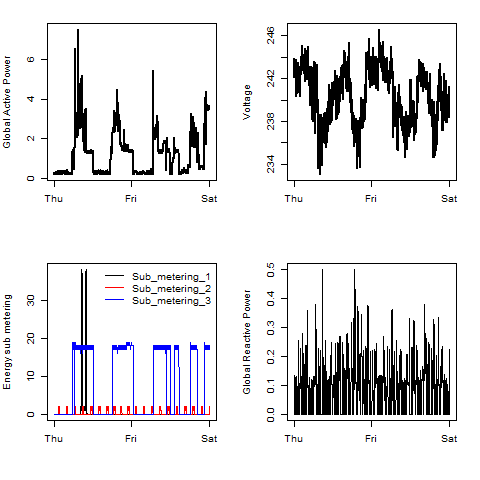 Global Active Power
0 2 4 6
Thu Fri Sat
Voltage
234 238 242 246
Thu Fri Sat
Energy sub metering
0 10 20 30
Sub_metering_1
Sub_metering_2
Sub_metering_3
Thu Fri Sat
Global Reactive Power
0.0 0.1 0.2 0.3 0.4 0.5
Thu Fri Sat